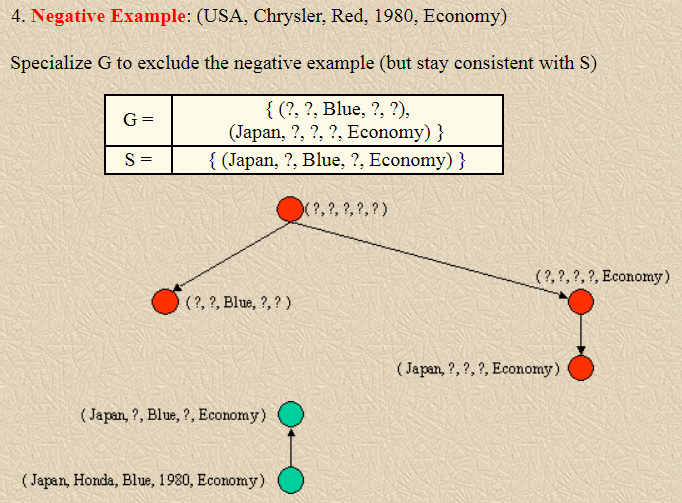 4. Negative Example: (USA, Chrysler, Red, 1980, Economy)
Specialize G to exclude the negative example (but stay consistent with S)
G =
{ (?, ?, Blue, ?, ?),
(Japan, ?, ?, ?, Economy) }
S =
{ (Japan, ?, Blue, ?, Economy) }
(?, ?, ?, ?, ?)
(?, ?, ?, ?, Economy)
(?, ?, Blue, ?, ?)
(Japan, ?, ?, ?, Economy)
(Japan, ?, Blue, ?, Economy)
(Japan, Honda, Blue, 1980, Economy)